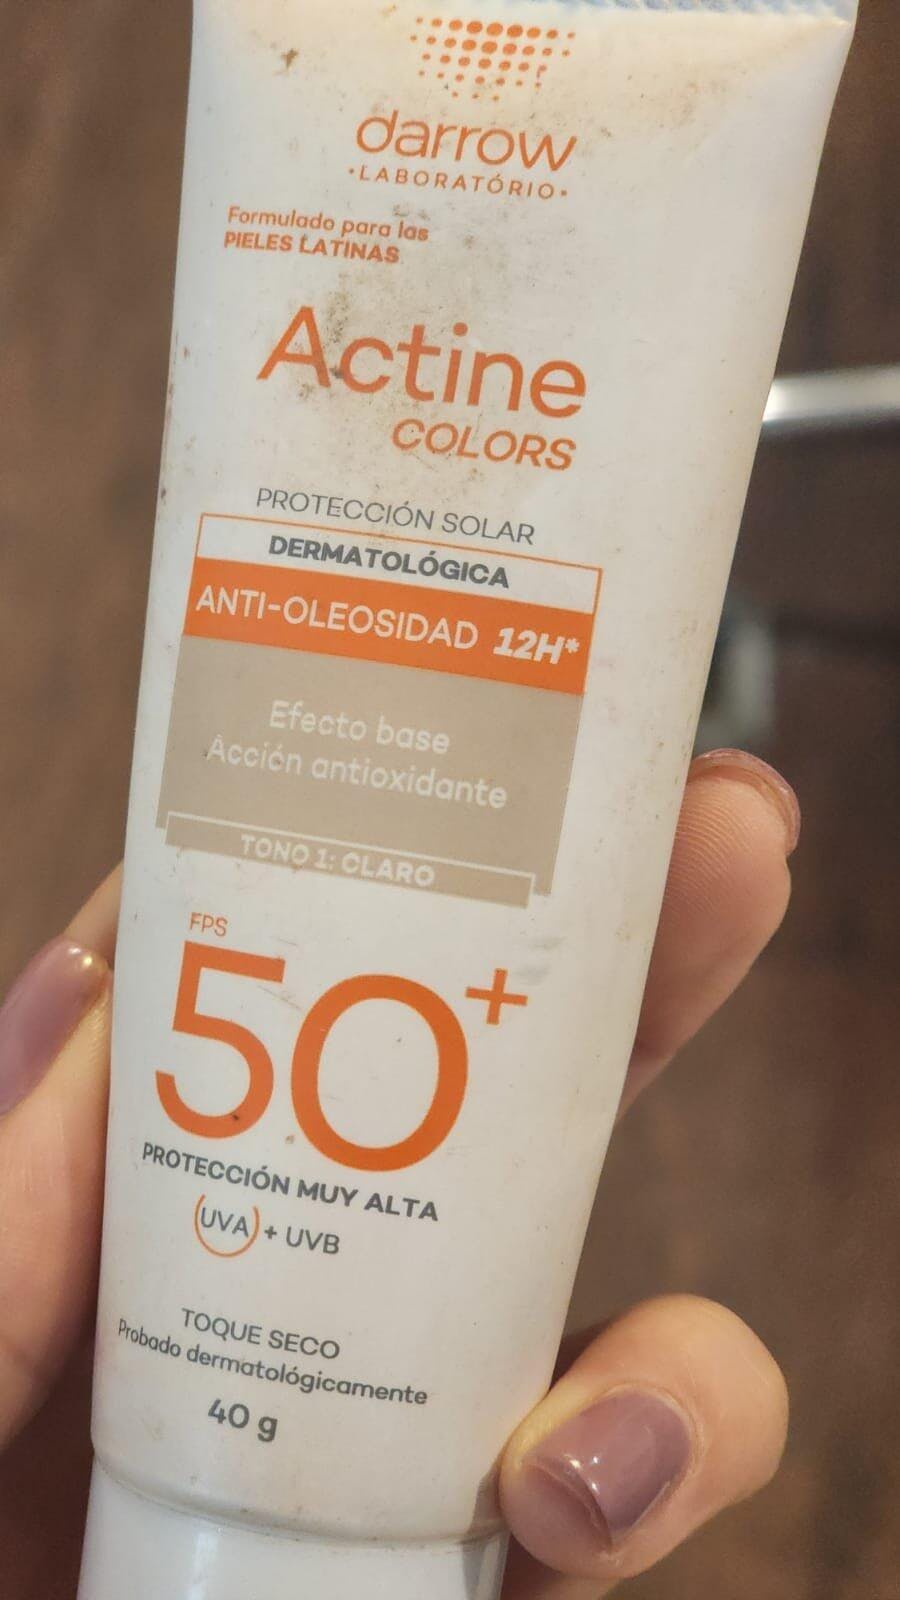 darrow
·LABORATÓRIO·
Formulado para las
PIELES LATINAS
Actine
COLORS
PROTECCIÓN SOLAR
DERMATOLÓGICA
ANTI-OLEOSIDAD 12H*
Efecto base
Acción antioxidante
TONO 1: CLARO
FPS
50+
PROTECCIÓN MUY ALTA
UVA + UVB
TOQUE SECO
Probado dermatológicamente
40 g